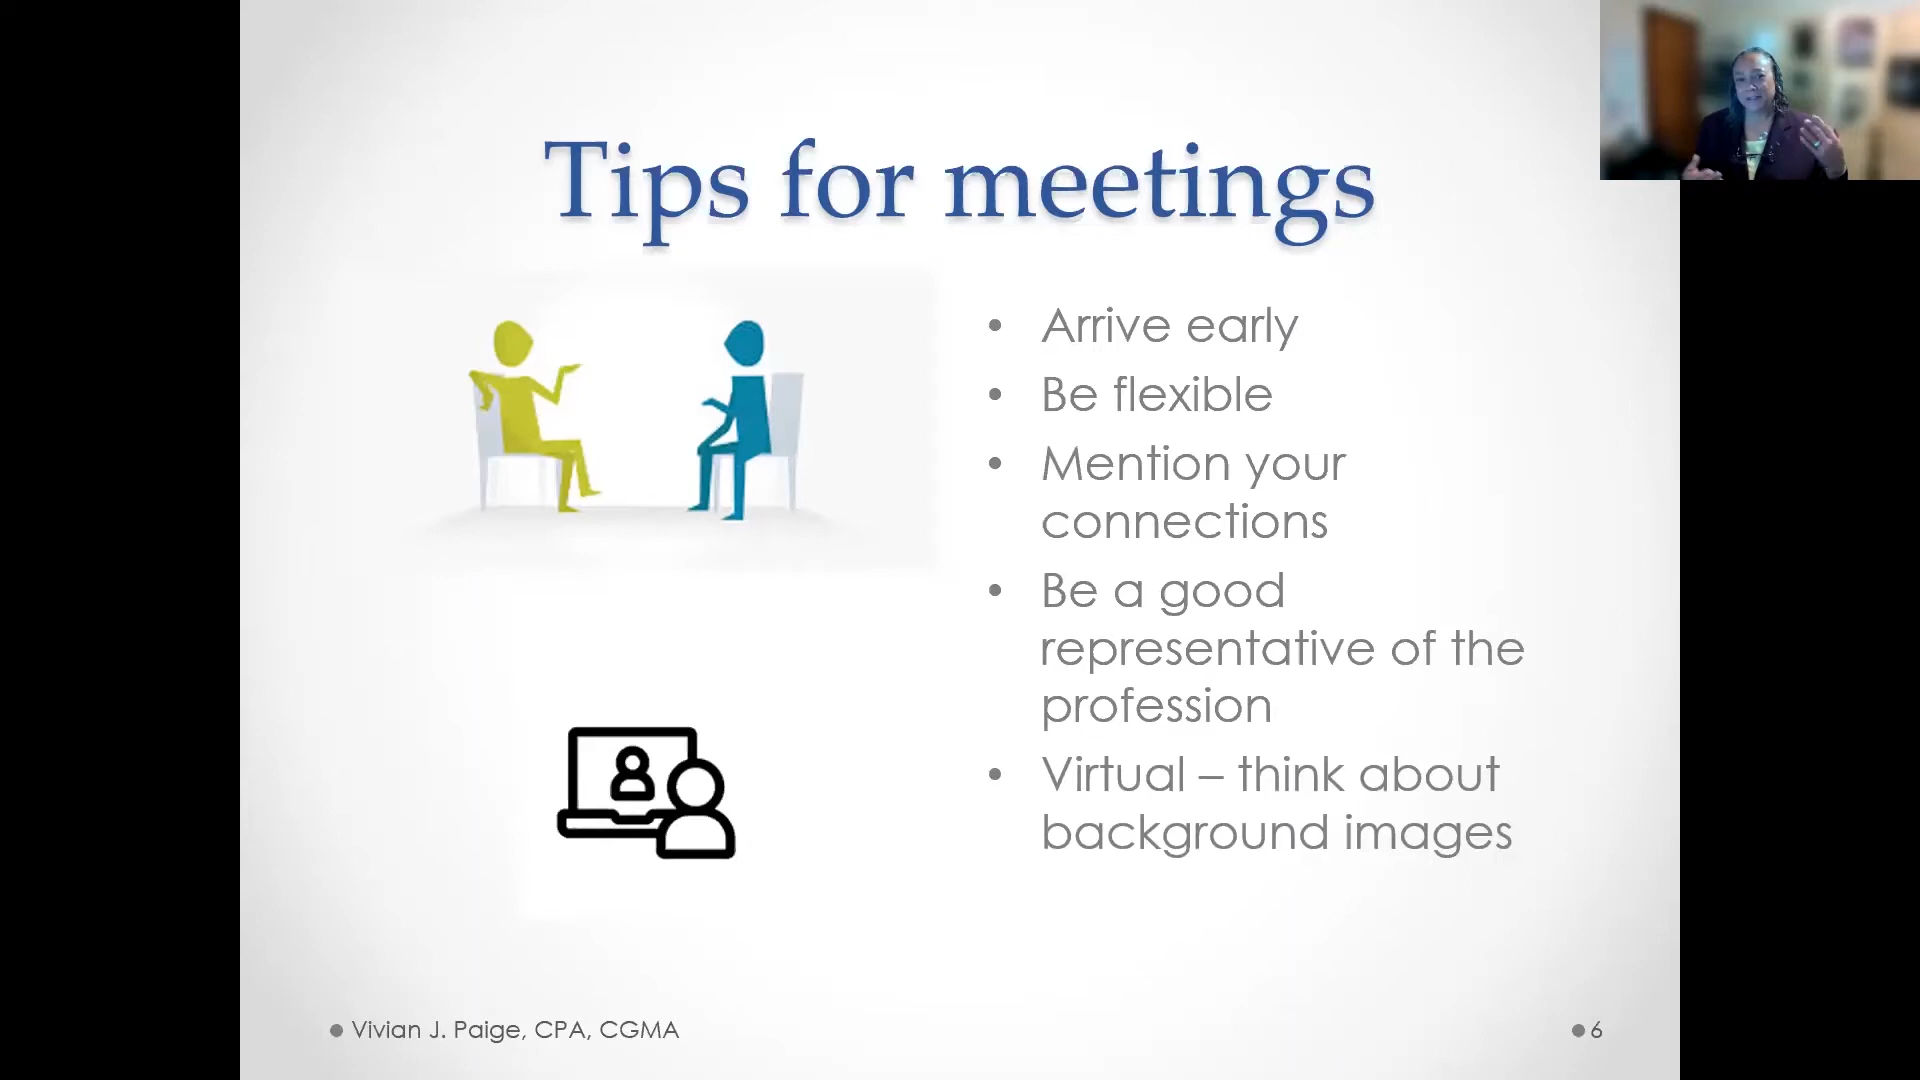 Tips for meetings
• Arrive early
• Be flexible
• Mention your
connections
• Be a good
representative of the
profession
• Virtual – think about
background images
● Vivian J. Paige, CPA, CGMA
● 6